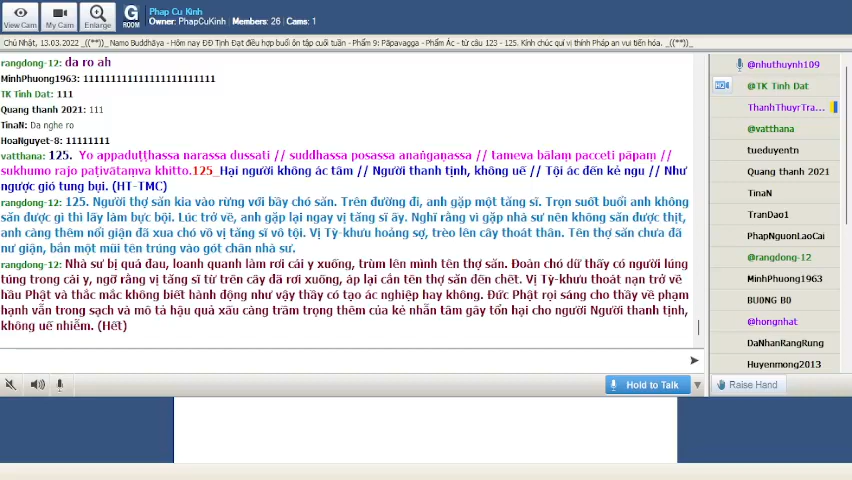 View Cam
My Cam
Enlarge
G
ROOM
Phap Cu Kinh
Owner: PhapCuKinh | Members: 26 | Cams: 1
Chủ Nhật, 13.03.2022 _((**)_ Namo Buddhāya - Hôm nay ĐĐ Tịnh Đạt điều hợp buổi ôn tập cuối tuần - Phẩm 9: Pāpavagga - Phẩm Ác - từ câu 123 - 125. Kính chúc quí vị thính Pháp an vui tiến hóa. _((**)_
rangdong-12: da ro ah
MinhPhuong1963: 1111111111111111111111111
TK Tinh Dat: 111
Quang thanh 2021: 111
TinaN: Da nghe ro
HoaNguyet-8: 11111111
vatthana: 125. Yo appaduṭṭhassa narassa dussati // suddhassa posassa anaṅgaṇassa // tameva bālaṃ pacceti pāpaṃ //
sukhumo rajo paṭivātaṃva khitto.125_Hại người không ác tâm // Người thanh tịnh, không uế // Tội ác đến kẻ ngu // Như
ngược gió tung bụi. (HT-TMC)
rangdong-12: 125. Người thợ săn kia vào rừng với bầy chó săn. Trên đường đi, anh gặp một tăng sĩ. Trọn suốt buổi anh không
săn được gì thì lấy làm bực bội. Lúc trở về, anh gặp lại ngay vị tăng sĩ ấy. Nghĩ rằng vì gặp nhà sư nên không săn được thịt,
anh càng thêm nổi giận đã xua chó vồ vị tăng sĩ vô tội. Vị Tỳ-khưu hoảng sợ, trèo lên cây thoát thân. Tên thợ săn chưa đã
nư giận, bắn một mũi tên trúng vào gót chân nhà sư.
rangdong-12: Nhà sư bị quá đau, loanh quanh làm rơi cái y xuống, trùm lên mình tên thợ săn. Đoàn chó dữ thấy có người lúng
túng trong cái y, ngỡ rằng vị tăng sĩ từ trên cây đã rơi xuống, áp lại cắn tên thợ săn đến chết. Vị Tỳ-khưu thoát nạn trở về
hầu Phật và thắc mắc không biết hành động như vậy thầy có tạo ác nghiệp hay không. Đức Phật rọi sáng cho thầy về phạm
hạnh vẫn trong sạch và mô tả hậu quả xấu càng trầm trọng thêm của kẻ nhẫn tâm gây tổn hại cho người Người thanh tịnh,
không uế nhiễm. (Hết)
Hold to Talk
@nhuthuynh109
@TK Tinh Dat
ThanhThuyrTra...
@vatthana
tueduyentn
Quang thanh 2021
TinaN
TranDao1
PhapNguonLaoCai
@rangdong-12
MinhPhuong1963
BUONG BO
@hongnhat
DaNhanRangRung
Huyenmong2013
Raise Hand